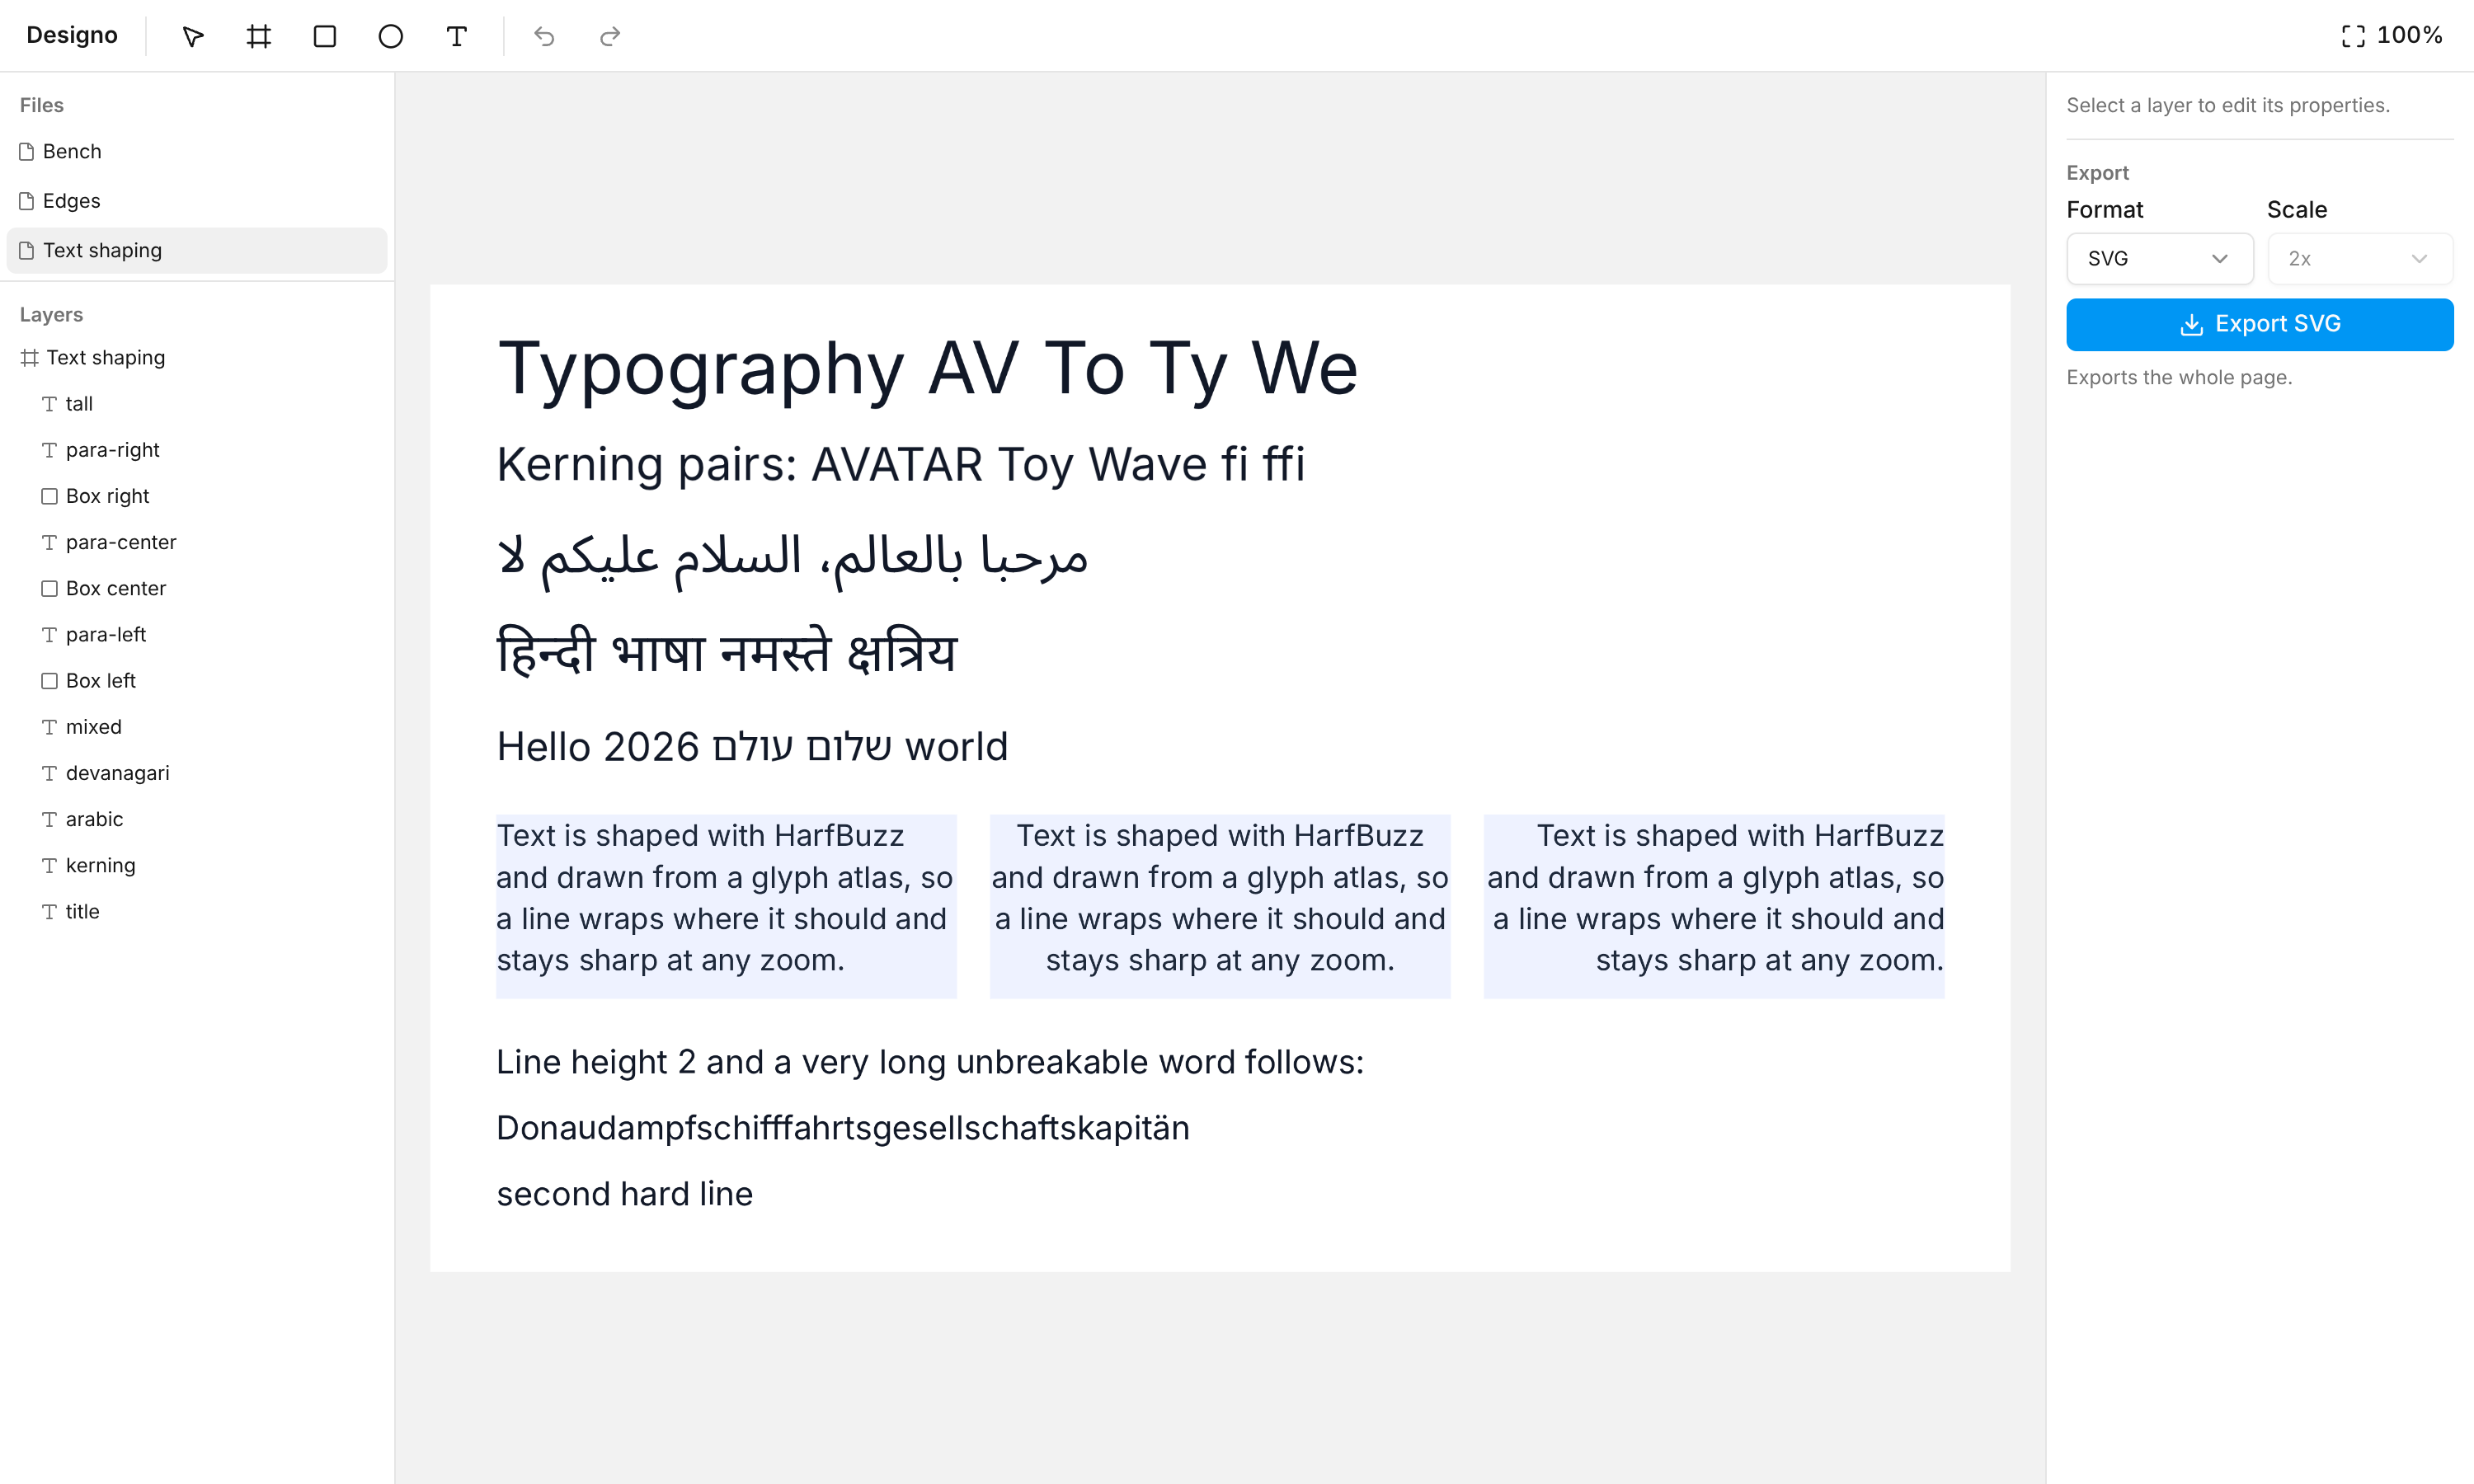 Designo
100%
Files
Bench
Edges
Text shaping
Layers
Text shaping
tall
para-right
Box right
para-center
Box center
para-left
Box left
mixed
devanagari
arabic
kerning
title
Typography AV To Ty We
Kerning pairs: AVATAR Toy Wave fi ffi
مرحبا بالعالم، السلام عليكم لا
हिन्दी भाषा नमस्ते क्षत्रिय
Hello 2026 שלום עולם world
Text is shaped with HarfBuzz
and drawn from a glyph atlas, so
a line wraps where it should and
stays sharp at any zoom.
Text is shaped with HarfBuzz
and drawn from a glyph atlas, so
a line wraps where it should and
stays sharp at any zoom.
Text is shaped with HarfBuzz
and drawn from a glyph atlas, so
a line wraps where it should and
stays sharp at any zoom.
Line height 2 and a very long unbreakable word follows:
Donaudampfschifffahrtsgesellschaftskapitän
second hard line
Select a layer to edit its properties.
Export
Format Scale
SVG 2x
Export SVG
Exports the whole page.